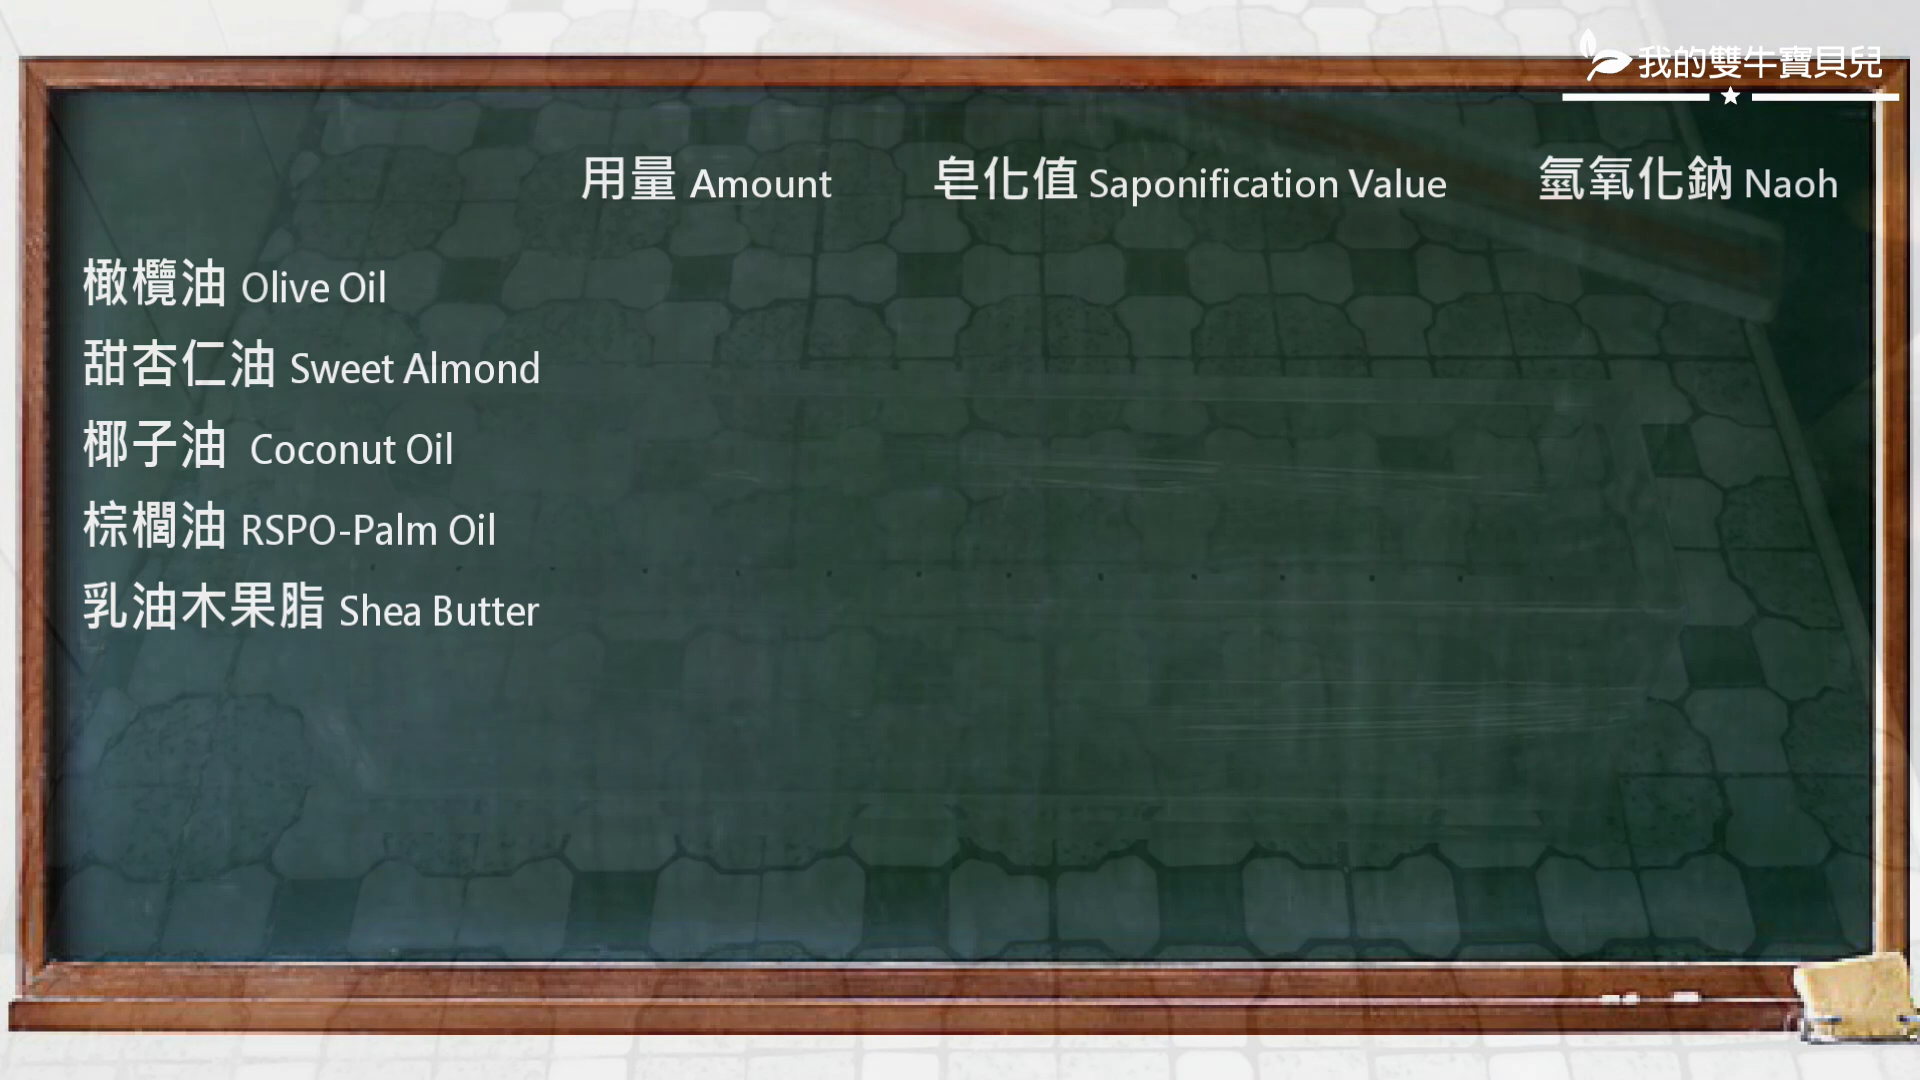 我的雙牛寶貝兒
用量 Amount 皂化值 Saponification Value 氫氧化鈉 Naoh
橄欖油 Olive Oil
甜杏仁油 Sweet Almond
椰子油 Coconut Oil
棕櫚油 RSPO-Palm Oil
乳油木果脂 Shea Butter